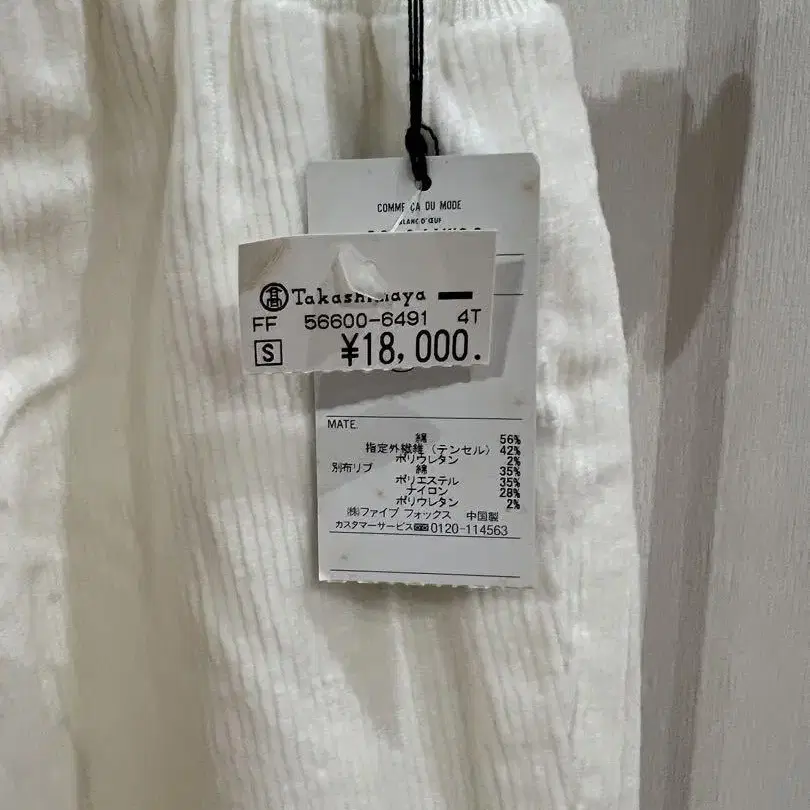 COMME ÇA DU MODE
BLANC D'ŒUF
髙 Takashimaya
FF 56600-6491 4T
S ¥18,000.
MATE.
綿 56%
指定外繊維（テンセル） 42%
ポリウレタン 2%
別布リブ 綿 35%
ポリエステル 35%
ナイロン 28%
ポリウレタン 2%
㈱ファイブ フォックス 中国製
カスタマーサービス 0120-114563